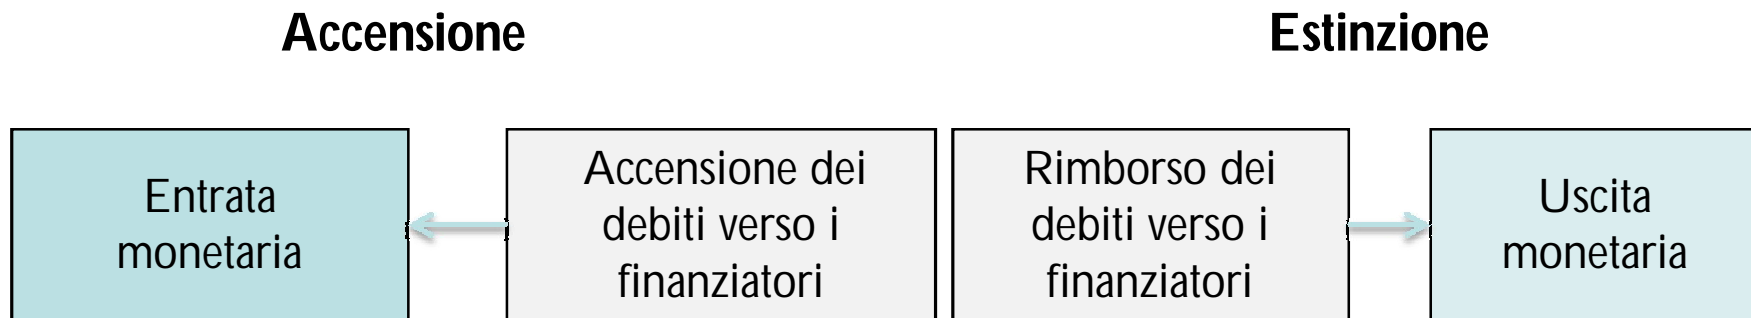 Accensione
Estinzione
Entrata
monetaria
Accensione dei
debiti verso i
finanziatori
Rimborso dei
debiti verso i
finanziatori
Uscita
monetaria